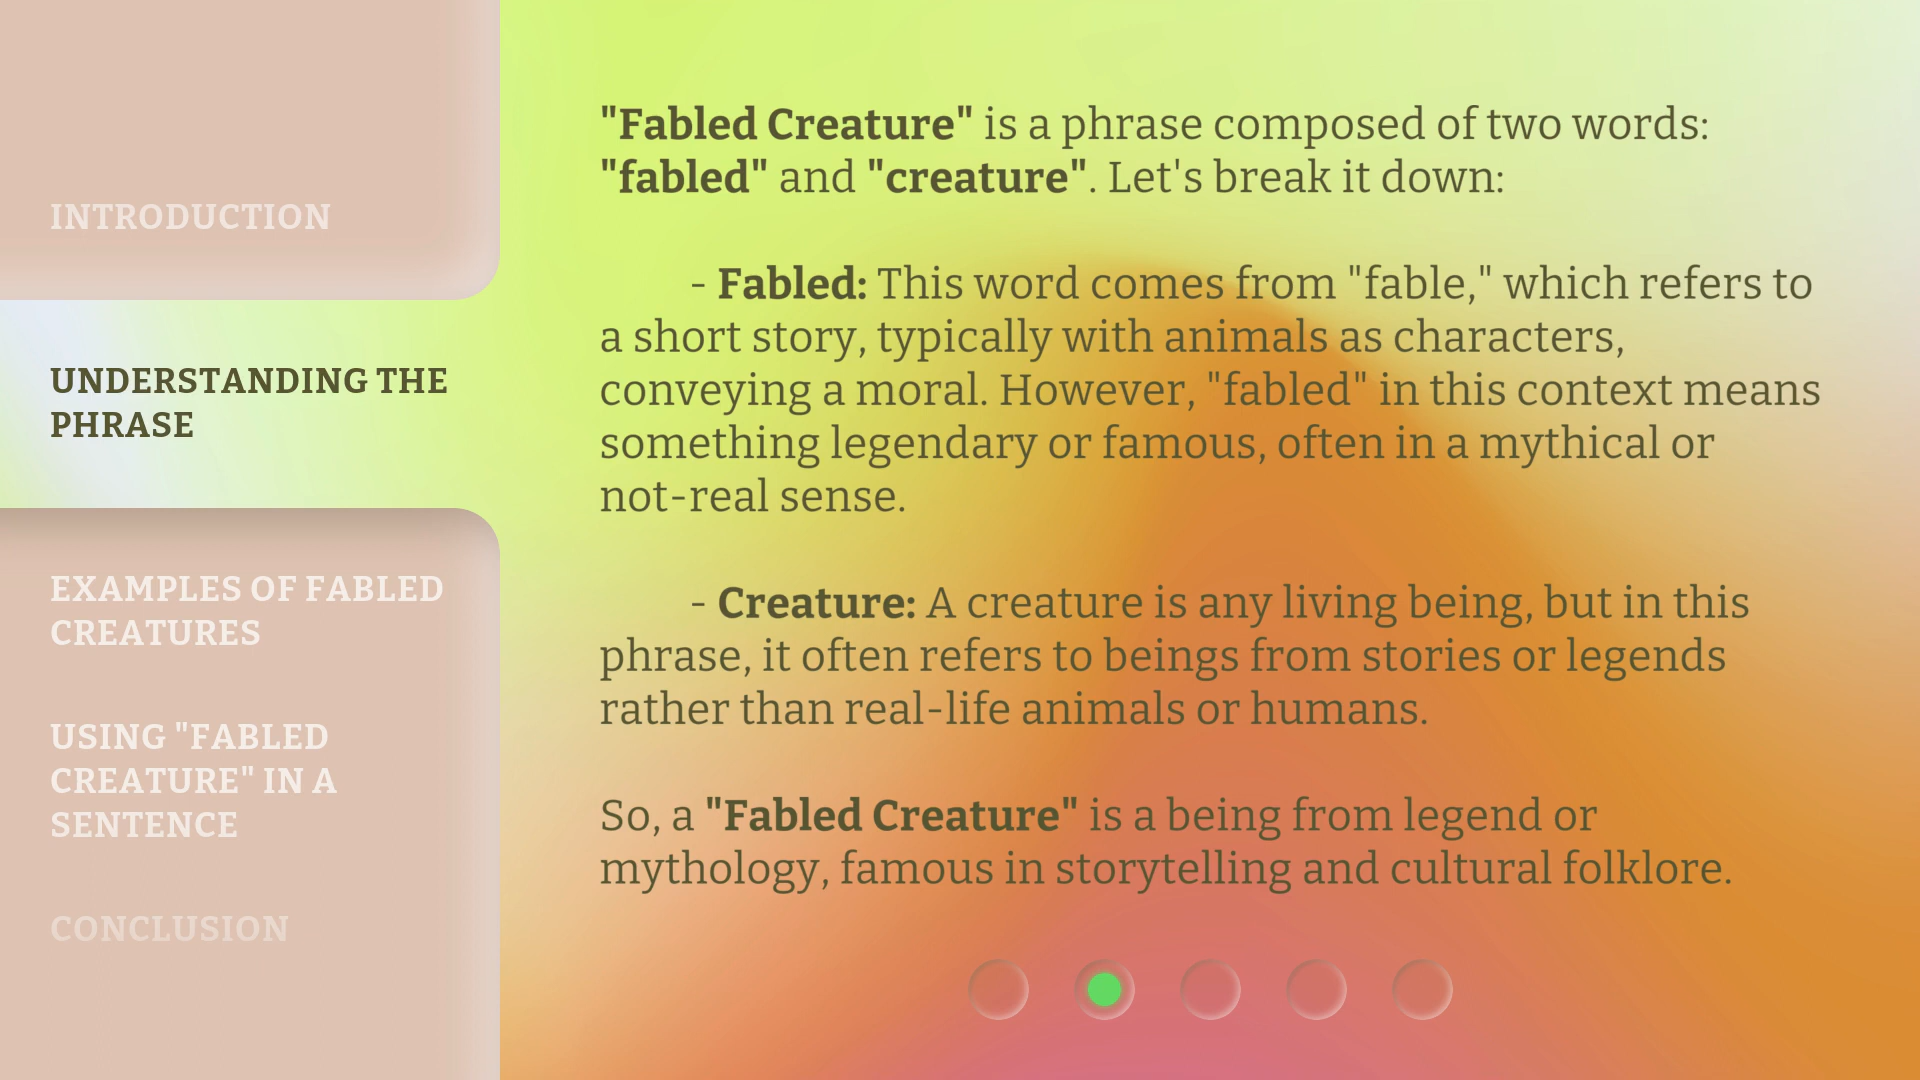 INTRODUCTION
UNDERSTANDING THE
PHRASE
EXAMPLES OF FABLED
CREATURES
USING "FABLED
CREATURE" IN A
SENTENCE
CONCLUSION
"Fabled Creature" is a phrase composed of two words:
"fabled" and "creature". Let's break it down:
- Fabled: This word comes from "fable," which refers to
a short story, typically with animals as characters,
conveying a moral. However, "fabled" in this context means
something legendary or famous, often in a mythical or
not-real sense.
- Creature: A creature is any living being, but in this
phrase, it often refers to beings from stories or legends
rather than real-life animals or humans.
So, a "Fabled Creature" is a being from legend or
mythology, famous in storytelling and cultural folklore.